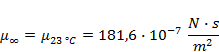 μ∞ = μ23 °C = 181,6 · 10⁻⁷ N · s / m²